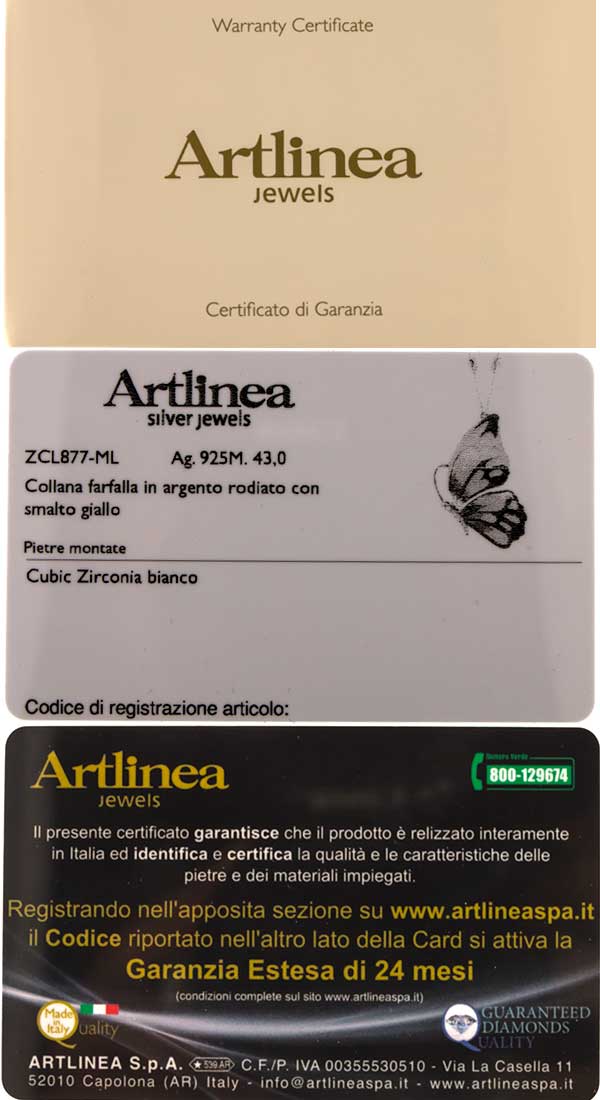 Warranty Certificate
Artlinea
Jewels
Certificato di Garanzia
Artlinea
silver jewels
ZCL877-ML Ag. 925M. 43,0
Collana farfalla in argento rodiato con
smalto giallo
Pietre montate
Cubic Zirconia bianco
Codice di registrazione articolo:
Artlinea
Jewels
Numero Verde
800-129674
Il presente certificato garantisce che il prodotto è relizzato interamente
in Italia ed identifica e certifica la qualità e le caratteristiche delle
pietre e dei materiali impiegati.
Registrando nell'apposita sezione su www.artlineaspa.it
il Codice riportato nell'altro lato della Card si attiva la
Garanzia Estesa di 24 mesi
(condizioni complete sul sito www.artlineaspa.it)
Made
in
Italy
Quality
GUARANTEED
DIAMONDS
QUALITY
ARTLINEA S.p.A. ★ 539 AR C.F./P. IVA 00355530510 - Via La Casella 11
52010 Capolona (AR) Italy - info@artlineaspa.it - www.artlineaspa.it